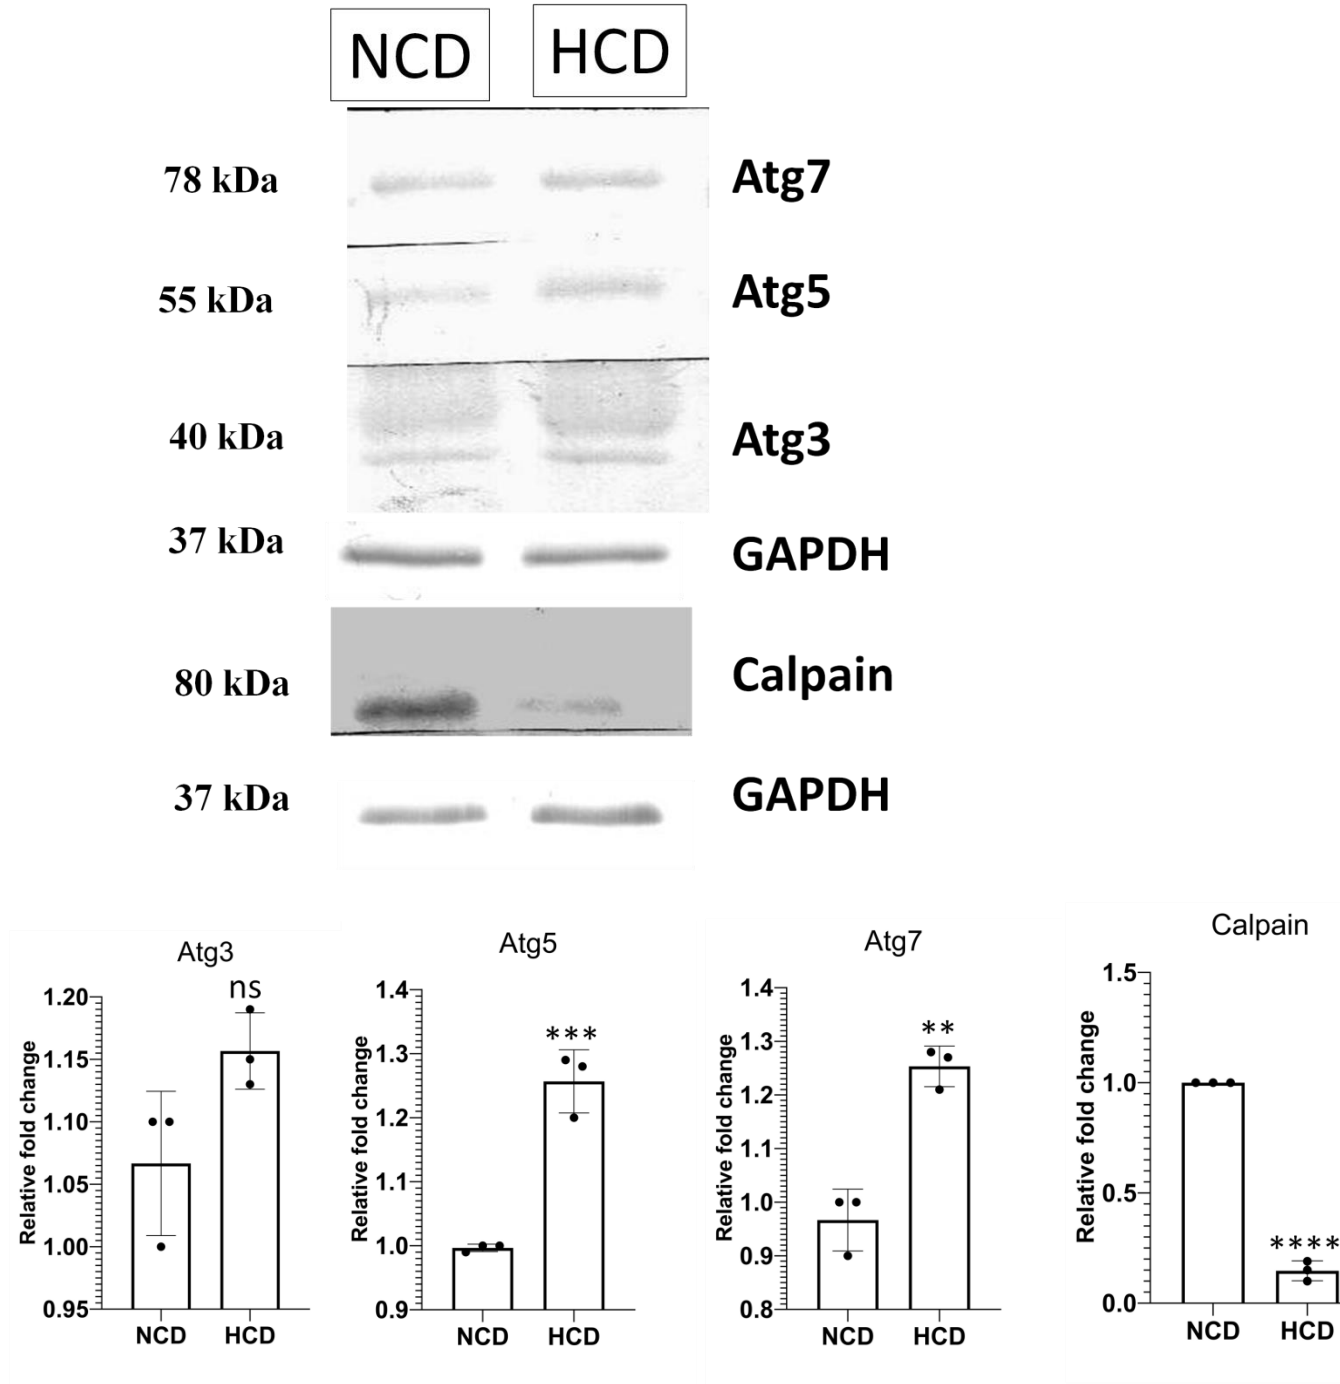 NCD HCD
78 kDa Atg7
55 kDa Atg5
40 kDa Atg3
37 kDa GAPDH
80 kDa Calpain
37 kDa GAPDH
Atg3
ns
Relative fold change
1.20
1.15
1.10
1.05
1.00
0.95
NCD HCD
Atg5
***
Relative fold change
1.4
1.3
1.2
1.1
1.0
0.9
NCD HCD
Atg7
**
Relative fold change
1.4
1.3
1.2
1.1
1.0
0.9
0.8
NCD HCD
Calpain
****
Relative fold change
1.5
1.0
0.5
0.0
NCD HCD